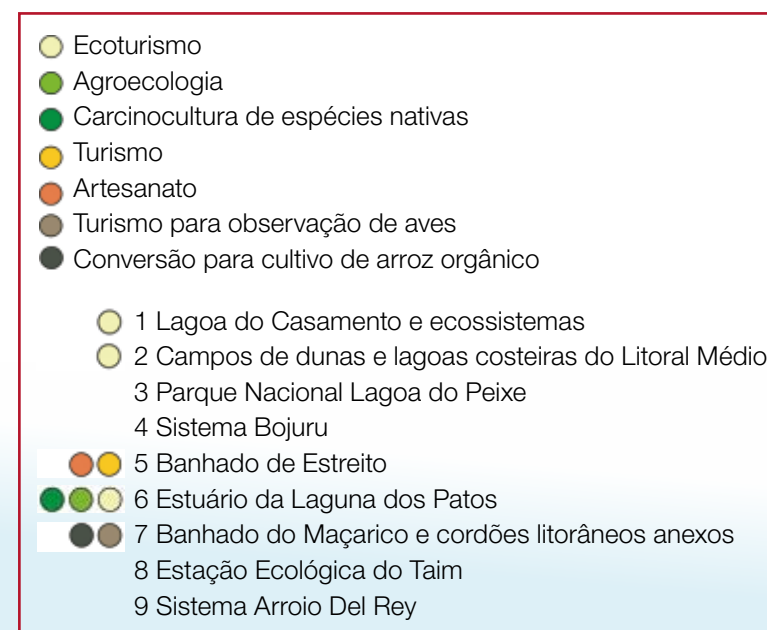 Ecoturismo
Agroecologia
Carcinocultura de espécies nativas
Turismo
Artesanato
Turismo para observação de aves
Conversão para cultivo de arroz orgânico
1 Lagoa do Casamento e ecossistemas
2 Campos de dunas e lagoas costeiras do Litoral Médio
3 Parque Nacional Lagoa do Peixe
4 Sistema Bojuru
5 Banhado de Estreito
6 Estuário da Laguna dos Patos
7 Banhado do Maçarico e cordões litorâneos anexos
8 Estação Ecológica do Taim
9 Sistema Arroio Del Rey